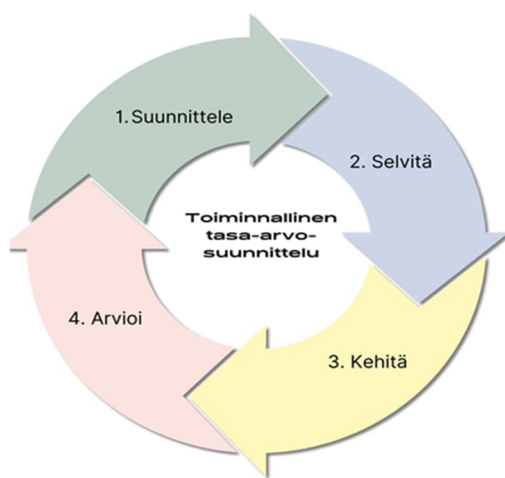 1. Suunnittele
2. Selvitä
Toiminnallinen
tasa-arvo-
suunnittelu
3. Kehitä
4. Arvioi